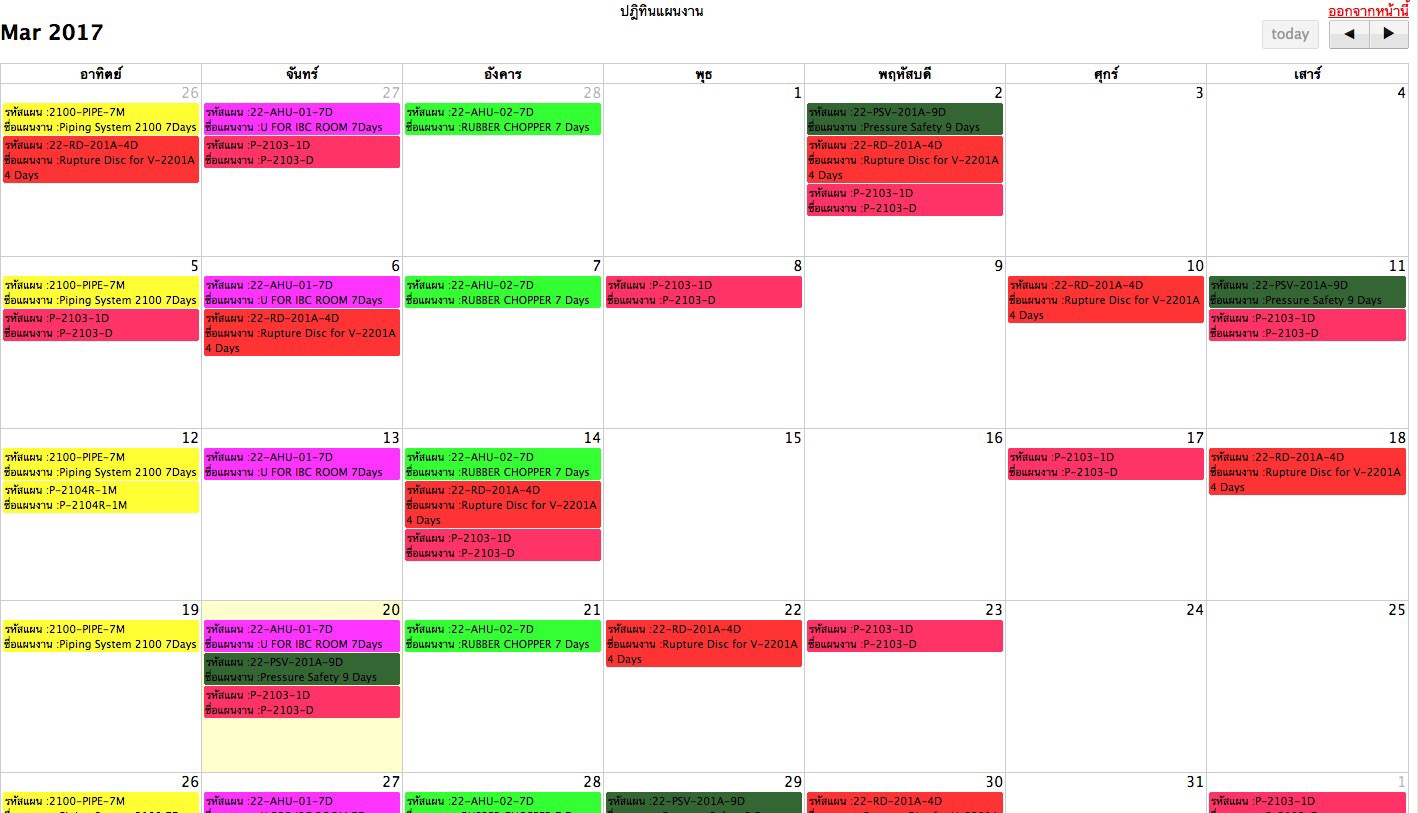 ปฏิทินแผนงาน
ออกจากหน้านี้
Mar 2017
today
อาทิตย์ จันทร์ อังคาร พุธ พฤหัสบดี ศุกร์ เสาร์
26
รหัสแผน :2100-PIPE-7M
ชื่อแผนงาน :Piping System 2100 7Days
รหัสแผน :22-RD-201A-4D
ชื่อแผนงาน :Rupture Disc for V-2201A
4 Days
27
รหัสแผน :22-AHU-01-7D
ชื่อแผนงาน :U FOR IBC ROOM 7Days
รหัสแผน :P-2103-1D
ชื่อแผนงาน :P-2103-D
28
รหัสแผน :22-AHU-02-7D
ชื่อแผนงาน :RUBBER CHOPPER 7 Days
1
2
รหัสแผน :22-PSV-201A-9D
ชื่อแผนงาน :Pressure Safety 9 Days
รหัสแผน :22-RD-201A-4D
ชื่อแผนงาน :Rupture Disc for V-2201A
4 Days
รหัสแผน :P-2103-1D
ชื่อแผนงาน :P-2103-D
3
4
5
รหัสแผน :2100-PIPE-7M
ชื่อแผนงาน :Piping System 2100 7Days
รหัสแผน :P-2103-1D
ชื่อแผนงาน :P-2103-D
6
รหัสแผน :22-AHU-01-7D
ชื่อแผนงาน :U FOR IBC ROOM 7Days
รหัสแผน :22-RD-201A-4D
ชื่อแผนงาน :Rupture Disc for V-2201A
4 Days
7
รหัสแผน :22-AHU-02-7D
ชื่อแผนงาน :RUBBER CHOPPER 7 Days
8
รหัสแผน :P-2103-1D
ชื่อแผนงาน :P-2103-D
9
10
รหัสแผน :22-RD-201A-4D
ชื่อแผนงาน :Rupture Disc for V-2201A
4 Days
11
รหัสแผน :22-PSV-201A-9D
ชื่อแผนงาน :Pressure Safety 9 Days
รหัสแผน :P-2103-1D
ชื่อแผนงาน :P-2103-D
12
รหัสแผน :2100-PIPE-7M
ชื่อแผนงาน :Piping System 2100 7Days
รหัสแผน :P-2104R-1M
ชื่อแผนงาน :P-2104R-1M
13
รหัสแผน :22-AHU-01-7D
ชื่อแผนงาน :U FOR IBC ROOM 7Days
14
รหัสแผน :22-AHU-02-7D
ชื่อแผนงาน :RUBBER CHOPPER 7 Days
รหัสแผน :22-RD-201A-4D
ชื่อแผนงาน :Rupture Disc for V-2201A
4 Days
รหัสแผน :P-2103-1D
ชื่อแผนงาน :P-2103-D
15
16
17
รหัสแผน :P-2103-1D
ชื่อแผนงาน :P-2103-D
18
รหัสแผน :22-RD-201A-4D
ชื่อแผนงาน :Rupture Disc for V-2201A
4 Days
19
รหัสแผน :2100-PIPE-7M
ชื่อแผนงาน :Piping System 2100 7Days
20
รหัสแผน :22-AHU-01-7D
ชื่อแผนงาน :U FOR IBC ROOM 7Days
รหัสแผน :22-PSV-201A-9D
ชื่อแผนงาน :Pressure Safety 9 Days
รหัสแผน :P-2103-1D
ชื่อแผนงาน :P-2103-D
21
รหัสแผน :22-AHU-02-7D
ชื่อแผนงาน :RUBBER CHOPPER 7 Days
22
รหัสแผน :22-RD-201A-4D
ชื่อแผนงาน :Rupture Disc for V-2201A
4 Days
23
รหัสแผน :P-2103-1D
ชื่อแผนงาน :P-2103-D
24
25
26
รหัสแผน :2100-PIPE-7M
27
รหัสแผน :22-AHU-01-7D
28
รหัสแผน :22-AHU-02-7D
29
รหัสแผน :22-PSV-201A-9D
30
รหัสแผน :22-RD-201A-4D
31
1
รหัสแผน :P-2103-1D